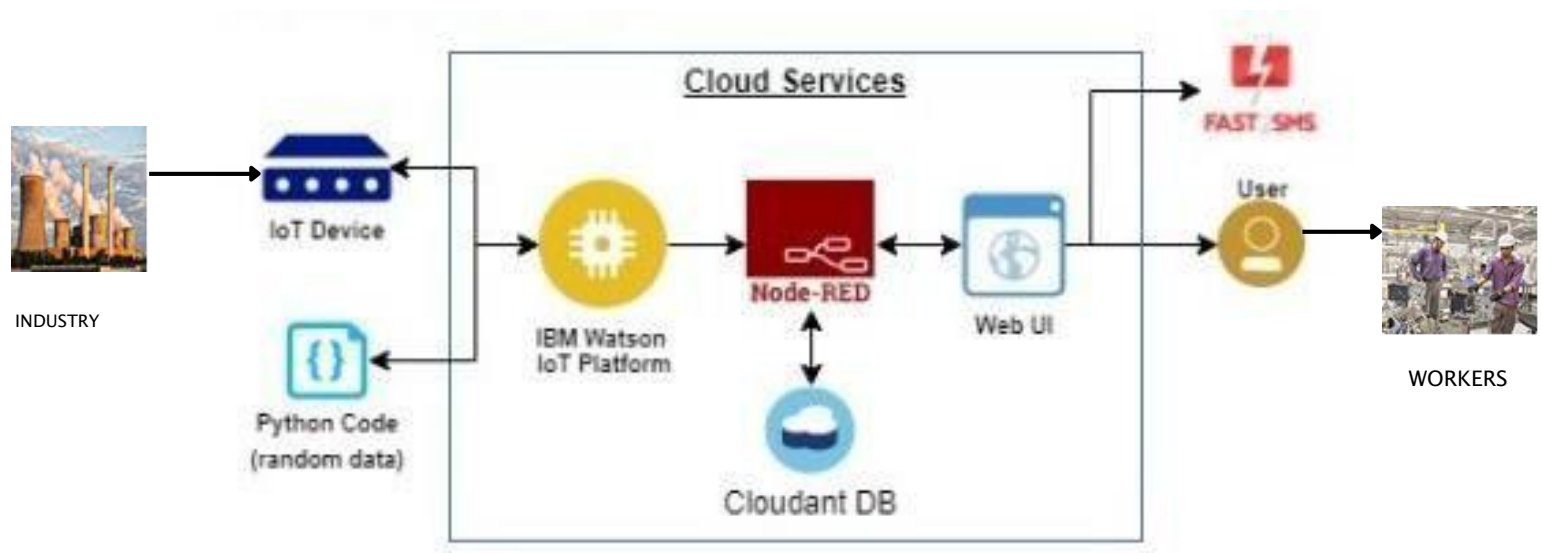 Cloud Services
FAST SMS
User
IoT Device
INDUSTRY
Node-RED
Web UI
IBM Watson
IoT Platform
WORKERS
{}
Python Code
(random data)
Cloudant DB